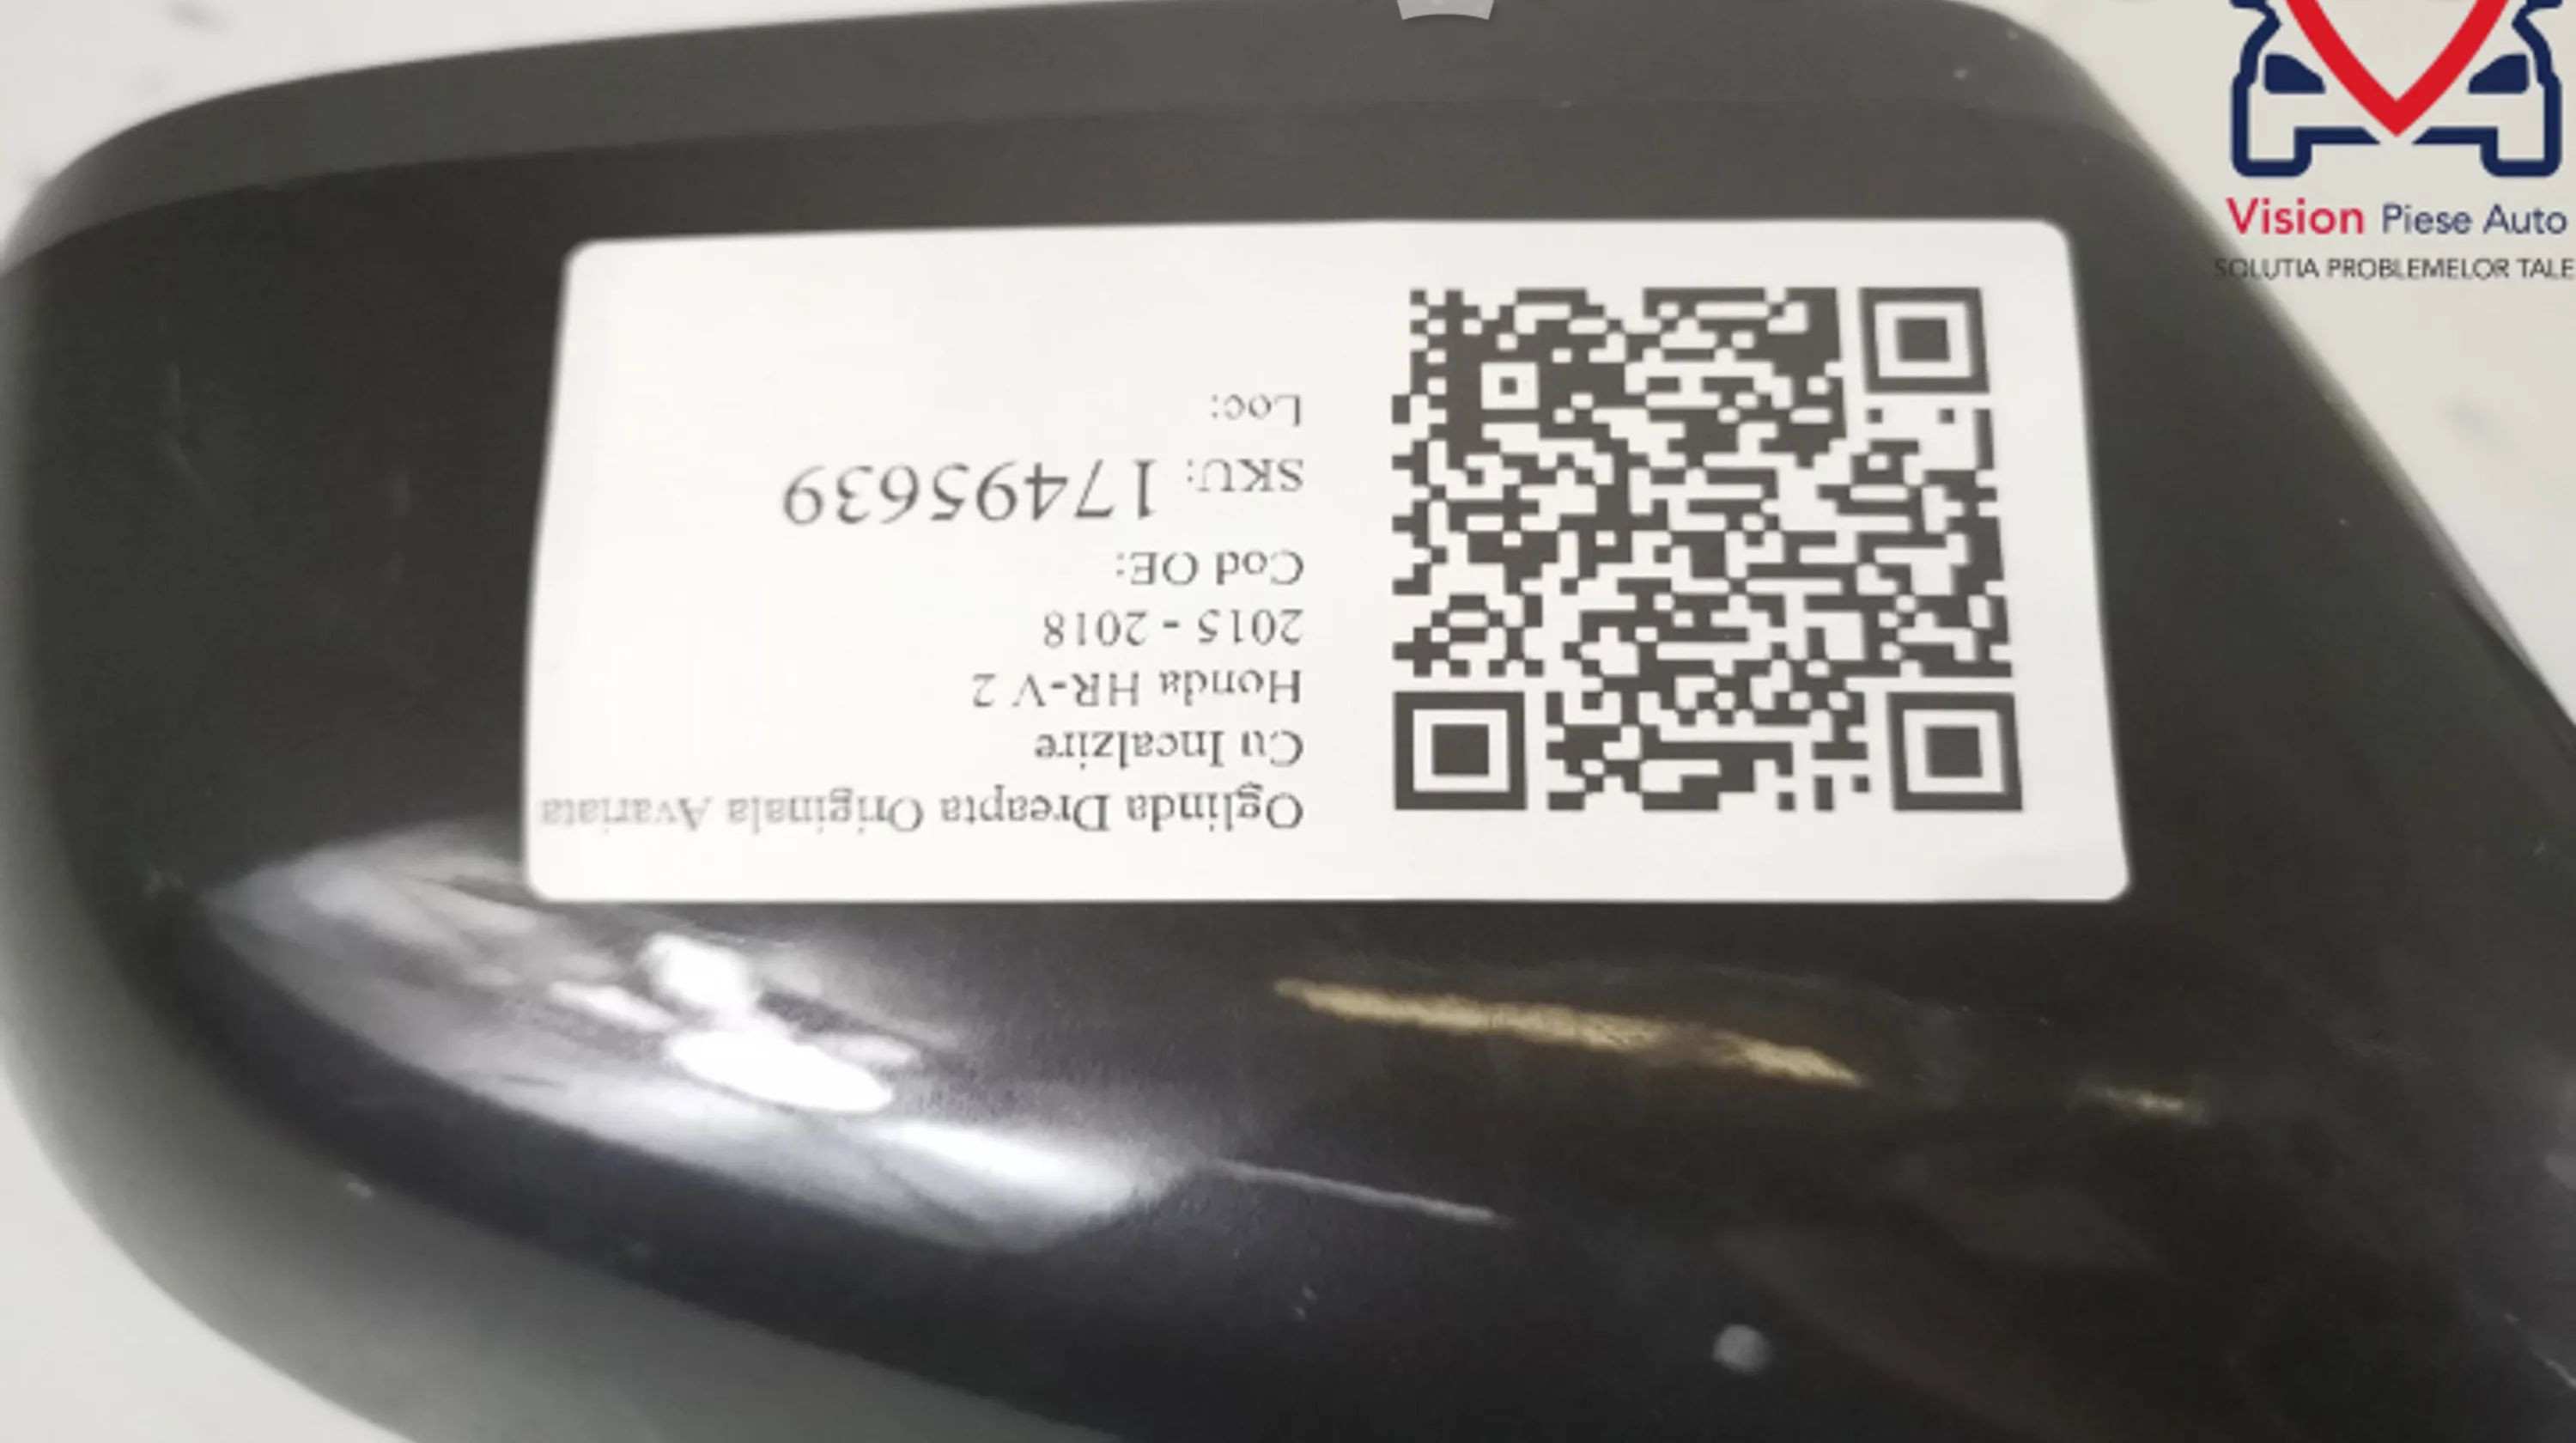 Oglinda Dreapta Originala Avariata
Cu Incalzire
Honda HR-V 2
2015 - 2018
Cod OE:
SKU: 17495639
Loc:
Vision Piese Auto
SOLUTIA PROBLEMELOR TALE